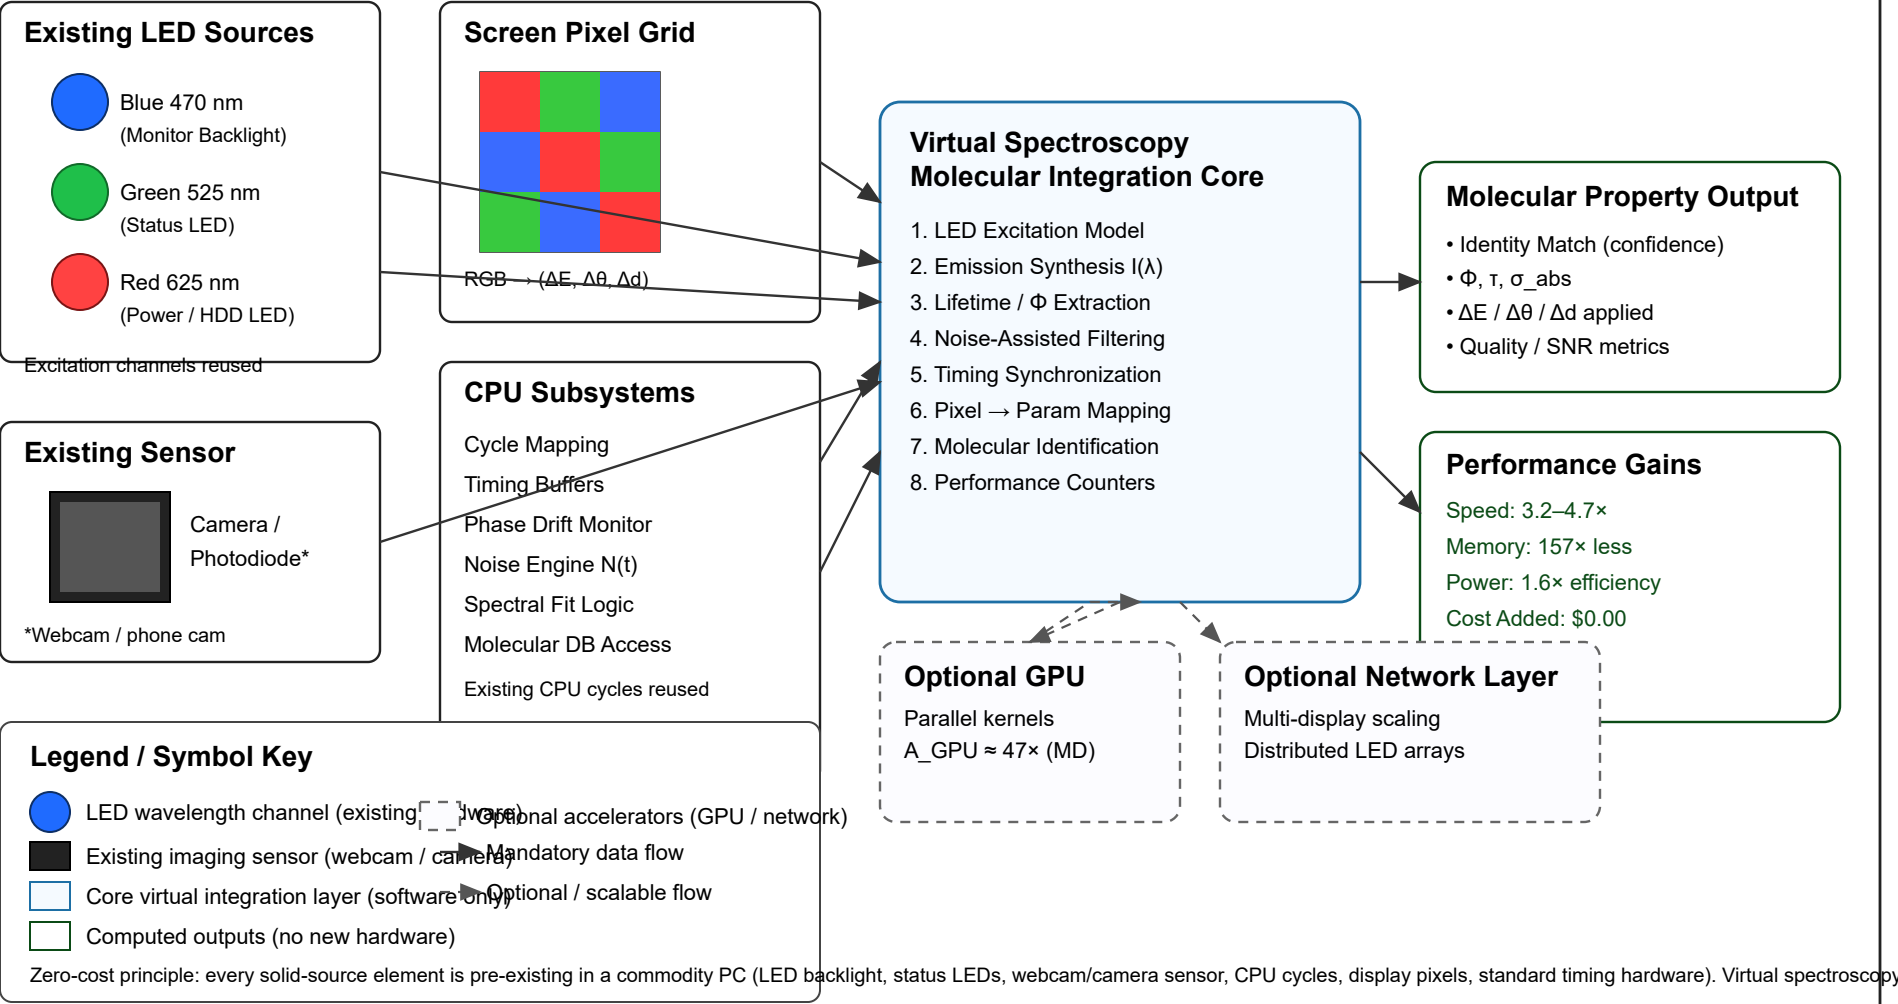 Existing LED Sources
Blue 470 nm
(Monitor Backlight)
Green 525 nm
(Status LED)
Red 625 nm
(Power / HDD LED)
Excitation channels reused
Screen Pixel Grid
RGB → (ΔE, Δθ, Δd)
Existing Sensor
Camera /
Photodiode*
*Webcam / phone cam
CPU Subsystems
Cycle Mapping
Timing Buffers
Phase Drift Monitor
Noise Engine N(t)
Spectral Fit Logic
Molecular DB Access
Existing CPU cycles reused
Virtual Spectroscopy
Molecular Integration Core
1. LED Excitation Model
2. Emission Synthesis I(λ)
3. Lifetime / Φ Extraction
4. Noise-Assisted Filtering
5. Timing Synchronization
6. Pixel → Param Mapping
7. Molecular Identification
8. Performance Counters
Molecular Property Output
• Identity Match (confidence)
• Φ, τ, σ_abs
• ΔE / Δθ / Δd applied
• Quality / SNR metrics
Performance Gains
Speed: 3.2–4.7×
Memory: 157× less
Power: 1.6× efficiency
Cost Added: $0.00
Optional GPU
Parallel kernels
A_GPU ≈ 47× (MD)
Optional Network Layer
Multi-display scaling
Distributed LED arrays
Legend / Symbol Key
LED wavelength channel (existing
Optional accelerators (GPU / network)
Existing imaging sensor (webcam / camera)
Mandatory data flow
Core virtual integration layer (software only)
Optional / scalable flow
Computed outputs (no new hardware)
Zero-cost principle: every solid-source element is pre-existing in a commodity PC (LED backlight, status LEDs, webcam/camera sensor, CPU cycles, display pixels, standard timing hardware). Virtual spectroscopy